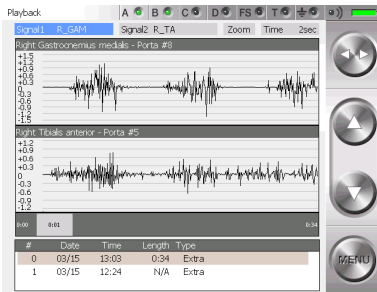 Playback A B C D FS T
Signal1 R_GAM Signal2 R_TA Zoom Time 2sec
Right Gastrocnemius medialis - Porta #8
+1.5
+1.2
+0.9
+0.6
+0.3
0
-0.3
-0.6
-0.9
-1.2
-1.5
Right Tibialis anterior - Porta #5
+1.2
+0.9
+0.6
+0.3
0
-0.3
-0.6
-0.9
-1.2
0:00 0:01 0:34
# Date Time Length Type
0 03/15 13:03 0:34 Extra
1 03/15 12:24 N/A Extra
MENU